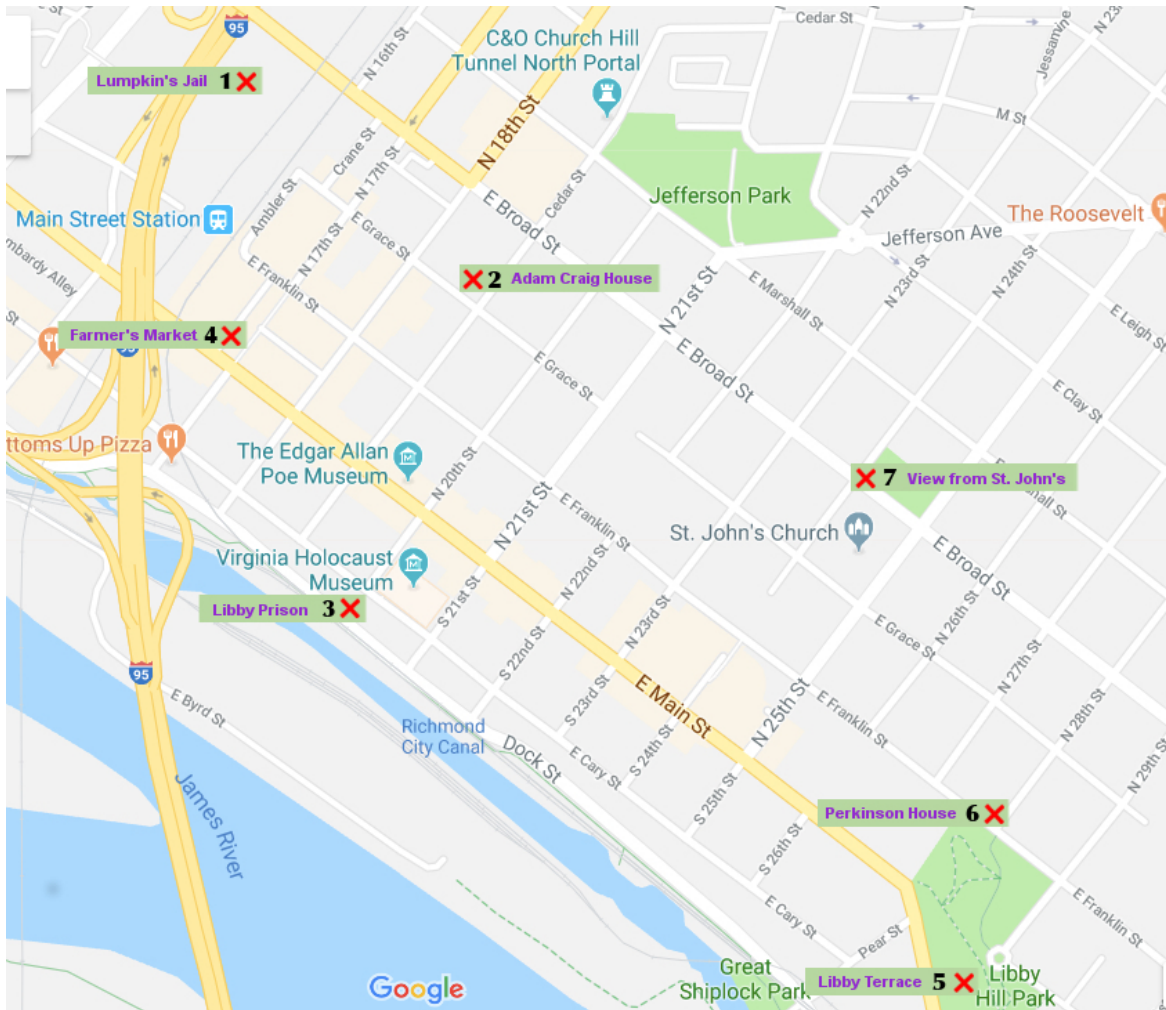 Cedar St
N 23rd
Jessamine
95
N 16th St
C&O Church Hill
Tunnel North Portal
Lumpkin's Jail 1
N 18th St
M St
Crane St
N 17th St
Ambler St
Cedar St
Jefferson Park
N 22nd St
The Roosevelt
Main Street Station
E Broad St
E Grace St
N 17th St
Jefferson Ave
N 24th St
N 23rd St
E Franklin St
2 Adam Craig House
N 21st St
E Marshall St
E Leigh St
Farmer's Market 4
95
E Broad St
E Grace St
E Clay St
ttoms Up Pizza
The Edgar Allan
Poe Museum
N 20th St
7 View from St. John's
N 21st St
E Franklin St
St. John's Church
E Broad St
Virginia Holocaust
Museum
N 22nd St
Libby Prison 3
S 21st St
N 23rd St
N 26th St
E Grace St
S 22nd St
N 27th St
95
E Byrd St
S 23rd St
E Main St
N 25th St
N 28th St
Richmond
City Canal
Dock St
S 24th St
E Franklin St
N 29th St
E Cary St
James River
S 25th St
Perkinson House 6
S 26th St
E Cary St
E Franklin St
Pear St
Google
Great
Shiplock Park
Libby Terrace 5
Libby
Hill Park